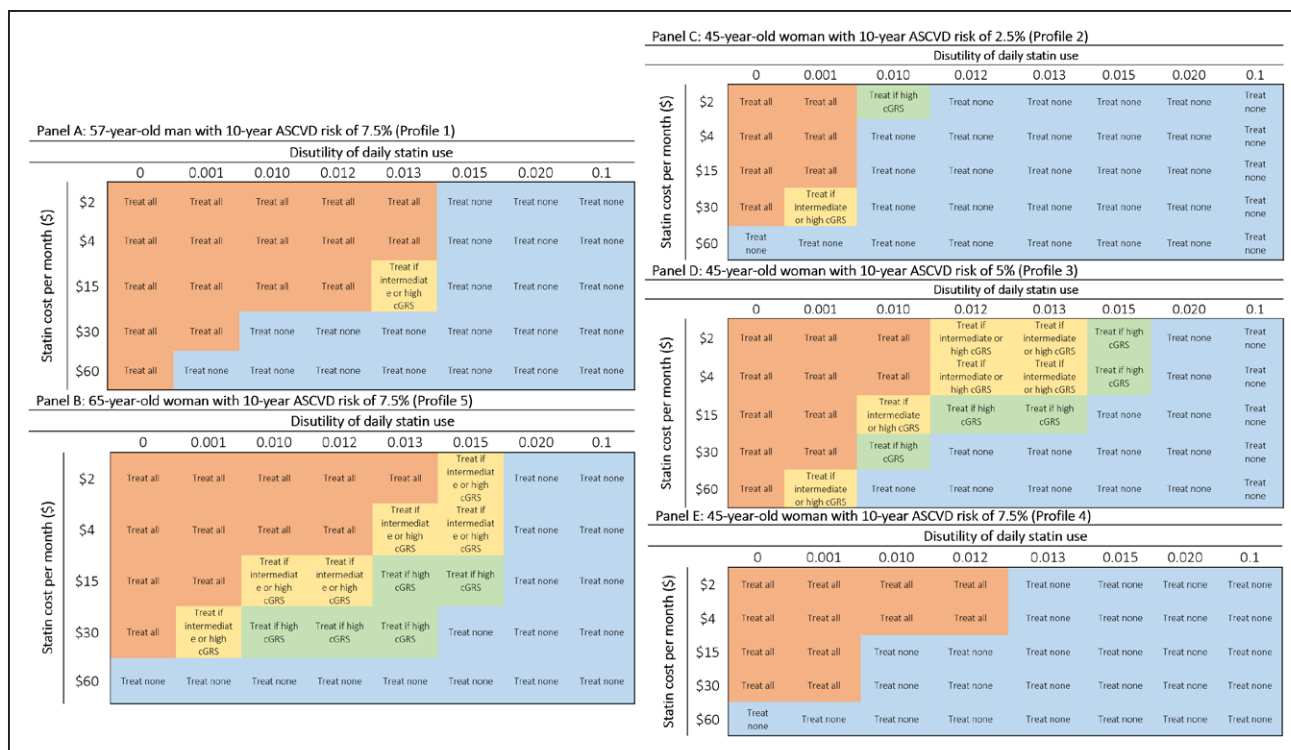 Panel A: 57-year-old man with 10-year ASCVD risk of 7.5% (Profile 1)
Disutility of daily statin use
0 0.001 0.010 0.012 0.013 0.015 0.020 0.1
Statin cost per month ($)
$2 Treat all Treat all Treat all Treat all Treat all Treat none Treat none Treat none
$4 Treat all Treat all Treat all Treat all Treat all Treat none Treat none Treat none
$15 Treat all Treat all Treat all Treat all Treat if intermediat e or high cGRS Treat none Treat none Treat none
$30 Treat all Treat all Treat none Treat none Treat none Treat none Treat none Treat none
$60 Treat all Treat none Treat none Treat none Treat none Treat none Treat none Treat none
Panel B: 65-year-old woman with 10-year ASCVD risk of 7.5% (Profile 5)
Disutility of daily statin use
0 0.001 0.010 0.012 0.013 0.015 0.020 0.1
Statin cost per month ($)
$2 Treat all Treat all Treat all Treat all Treat all Treat if intermediat e or high cGRS Treat none Treat none
$4 Treat all Treat all Treat all Treat all Treat if intermediat e or high cGRS Treat if intermediat e or high cGRS Treat none Treat none
$15 Treat all Treat all Treat if intermediat e or high cGRS Treat if intermediat e or high cGRS Treat if high cGRS Treat if high cGRS Treat none Treat none
$30 Treat all Treat if intermediat e or high cGRS Treat if high cGRS Treat if high cGRS Treat if high cGRS Treat none Treat none Treat none
$60 Treat none Treat none Treat none Treat none Treat none Treat none Treat none Treat none
Panel C: 45-year-old woman with 10-year ASCVD risk of 2.5% (Profile 2)
Disutility of daily statin use
0 0.001 0.010 0.012 0.013 0.015 0.020 0.1
Statin cost per month ($)
$2 Treat all Treat all Treat if high cGRS Treat none Treat none Treat none Treat none Treat none
$4 Treat all Treat all Treat none Treat none Treat none Treat none Treat none Treat none
$15 Treat all Treat all Treat none Treat none Treat none Treat none Treat none Treat none
$30 Treat all Treat if intermediate or high cGRS Treat none Treat none Treat none Treat none Treat none Treat none
$60 Treat none Treat none Treat none Treat none Treat none Treat none Treat none Treat none
Panel D: 45-year-old woman with 10-year ASCVD risk of 5% (Profile 3)
Disutility of daily statin use
0 0.001 0.010 0.012 0.013 0.015 0.020 0.1
Statin cost per month ($)
$2 Treat all Treat all Treat all Treat if intermediate or high cGRS Treat if intermediate or high cGRS Treat if high cGRS Treat none Treat none
$4 Treat all Treat all Treat all Treat if intermediate or high cGRS Treat if intermediate or high cGRS Treat if high cGRS Treat none Treat none
$15 Treat all Treat all Treat if intermediate or high cGRS Treat if high cGRS Treat if high cGRS Treat none Treat none Treat none
$30 Treat all Treat all Treat if high cGRS Treat none Treat none Treat none Treat none Treat none
$60 Treat all Treat if intermediate or high cGRS Treat none Treat none Treat none Treat none Treat none Treat none
Panel E: 45-year-old woman with 10-year ASCVD risk of 7.5% (Profile 4)
Disutility of daily statin use
0 0.001 0.010 0.012 0.013 0.015 0.020 0.1
Statin cost per month ($)
$2 Treat all Treat all Treat all Treat all Treat none Treat none Treat none Treat none
$4 Treat all Treat all Treat all Treat all Treat none Treat none Treat none Treat none
$15 Treat all Treat all Treat none Treat none Treat none Treat none Treat none Treat none
$30 Treat all Treat all Treat none Treat none Treat none Treat none Treat none Treat none
$60 Treat none Treat none Treat none Treat none Treat none Treat none Treat none Treat none